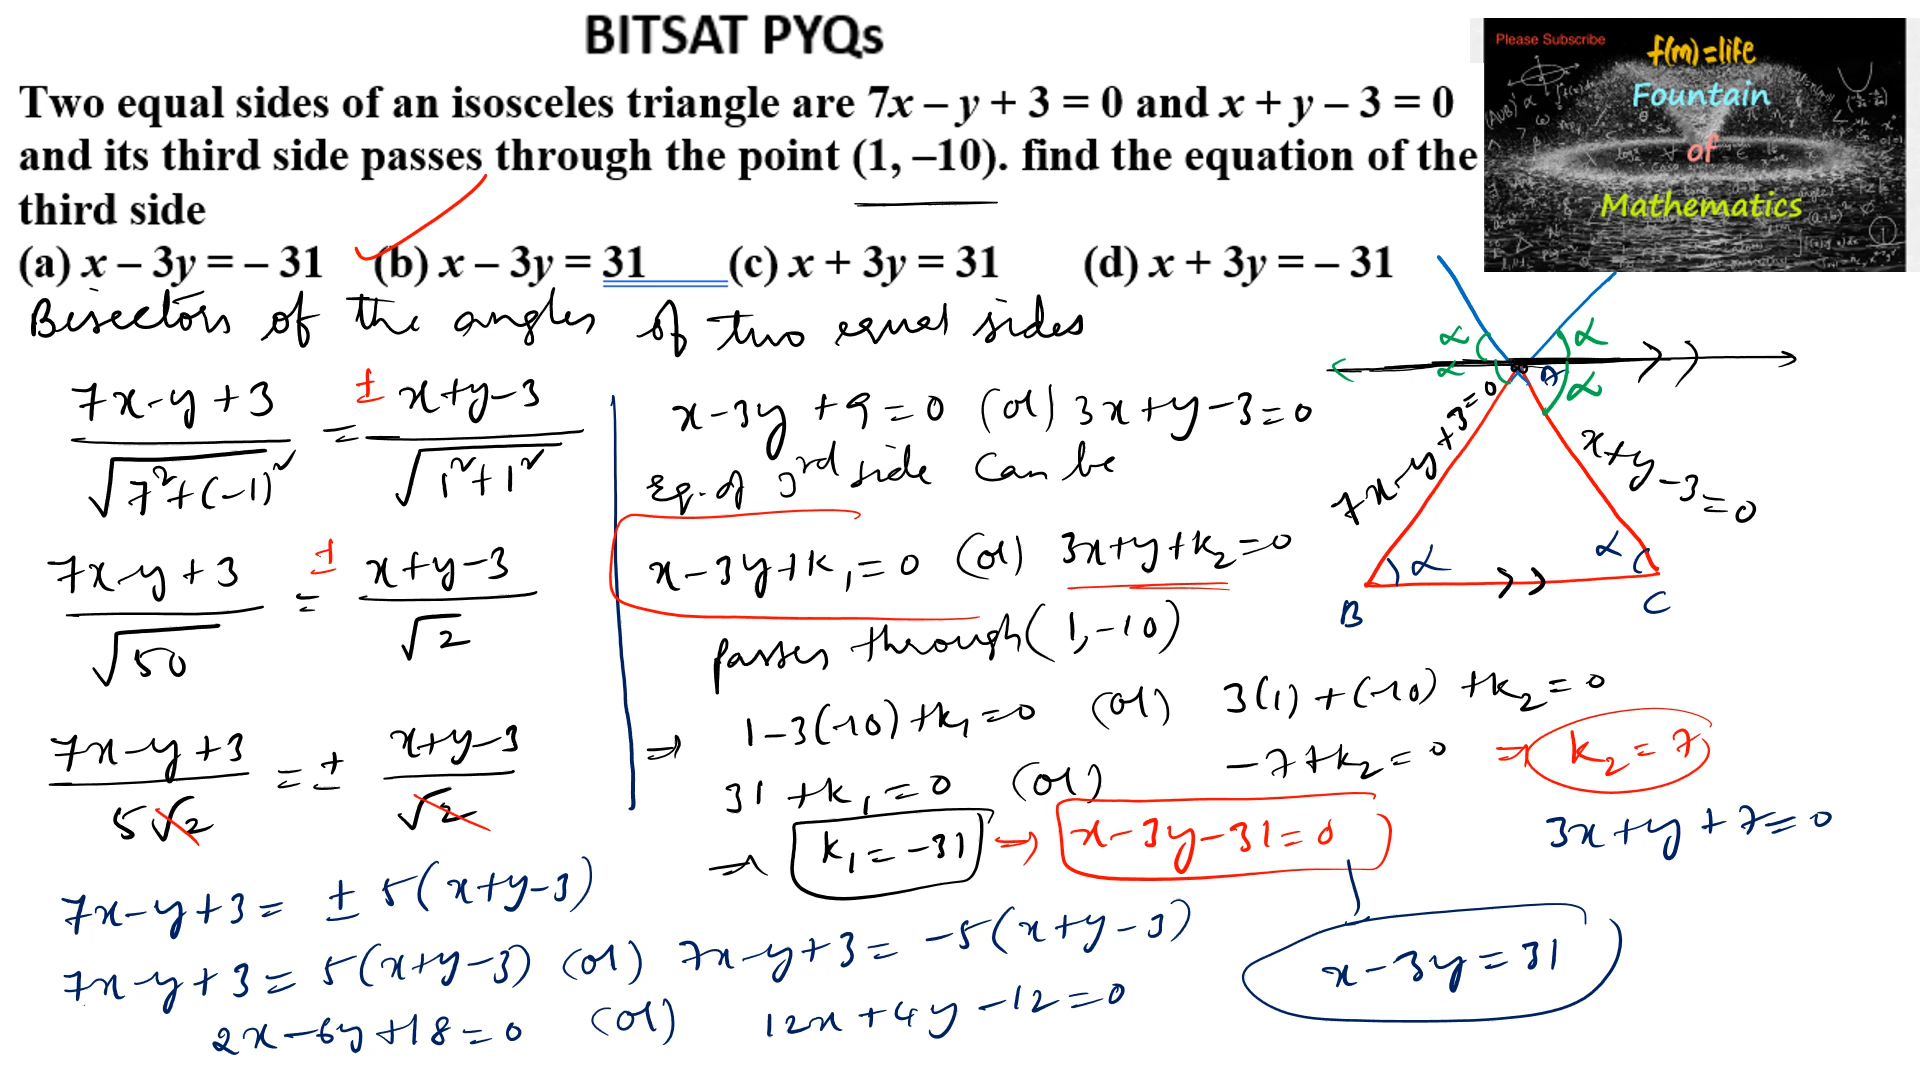 BITSAT PYQs
Please Subscribe
f(m)=life
Fountain
of
Mathematics
Two equal sides of an isosceles triangle are 7x – y + 3 = 0 and x + y – 3 = 0
and its third side passes through the point (1, –10). find the equation of the
third side
(a) x – 3y = – 31 (b) x – 3y = 31 (c) x + 3y = 31 (d) x + 3y = – 31
Bisectors of the angles of two equal sides
(7x-y+3)/√(7²+(-1)²) = ± (x+y-3)/√(1²+1²)
(7x-y+3)/√50 = ± (x+y-3)/√2
(7x-y+3)/5√2 = ± (x+y-3)/√2
7x-y+3 = ± 5(x+y-3)
7x-y+3 = 5(x+y-3) (or) 7x-y+3 = -5(x+y-3)
2x-6y+18=0 (or) 12x+4y-12=0
x-3y+9=0 (or) 3x+y-3=0
Eq. of 3rd side can be
x-3y+k₁=0 (or) 3x+y+k₂=0
passes through (1,-10)
⇒ 1-3(-10)+k₁=0 (or) 3(1)+(-10)+k₂=0
31+k₁=0 (or) -7+k₂=0 ⇒ k₂=7
⇒ k₁=-31 ⇒ x-3y-31=0 3x+y+7=0
x-3y=31
α α
α A α
7x-y+3=0 x+y-3=0
α α
B C